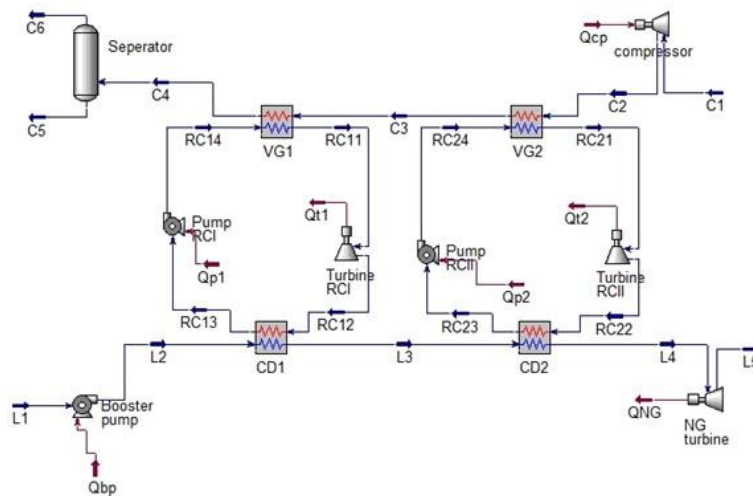 C6
Seperator
Qcp
compressor
C4
C2
C1
C5
C3
RC14
RC11
RC24
RC21
VG1
VG2
Qt1
Qt2
Pump
RCI
Pump
RCII
Qp1
Turbine
RCI
Qp2
Turbine
RCII
RC13
RC12
RC23
RC22
L2
L3
L4
L5
CD1
CD2
L1
Booster
pump
QNG
NG
turbine
Qbp